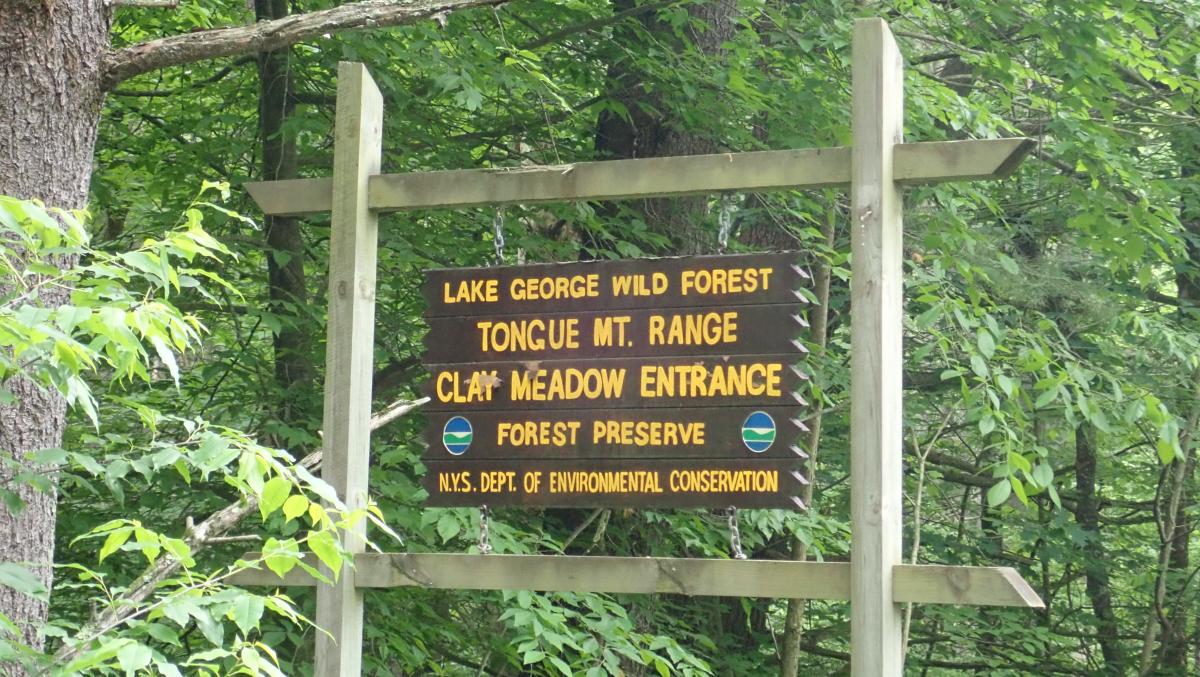 LAKE GEORGE WILD FOREST
TONGUE MT. RANGE
CLAY MEADOW ENTRANCE
FOREST PRESERVE
N.Y.S. DEPT. OF ENVIRONMENTAL CONSERVATION